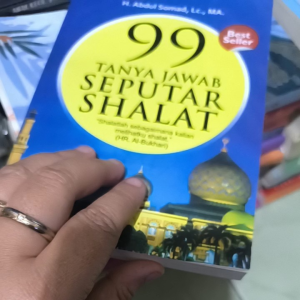 H. Abdul Somad, Lc., MA.
99
Best
Seller
TANYA JAWAB
SEPUTAR
SHALAT
"Shalatlah sebagaimana kalian
melihatku shalat."
(HR. Al-Bukhari)